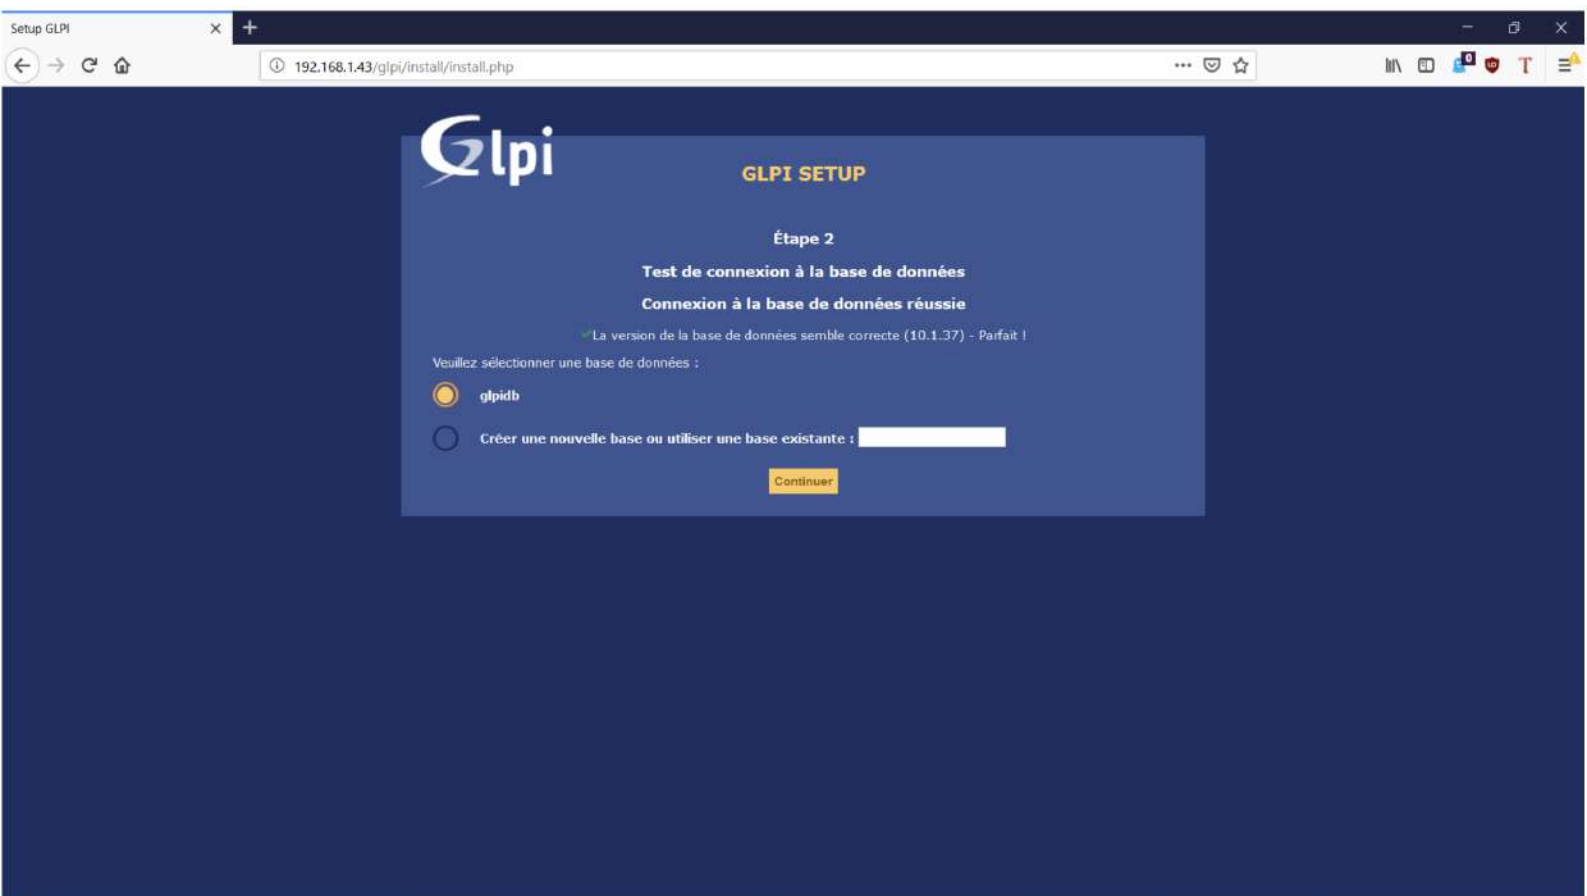 Setup GLPI
192.168.1.43/glpi/install/install.php
0
T
Glpi
GLPI SETUP
Étape 2
Test de connexion à la base de données
Connexion à la base de données réussie
La version de la base de données semble correcte (10.1.37) - Parfait !
Veuillez sélectionner une base de données :
glpidb
Créer une nouvelle base ou utiliser une base existante :
Continuer